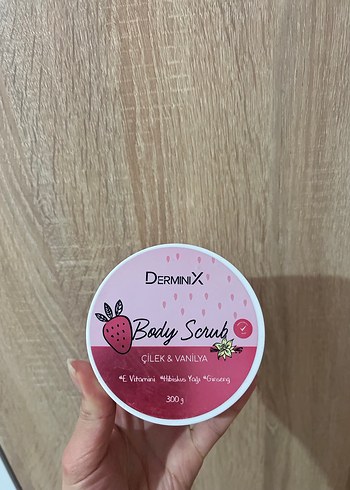 DERMINIX
Body Scrub
ÇİLEK & VANİLYA
*E Vitamini *Hibiskus Yağı *Ginseng
300 g